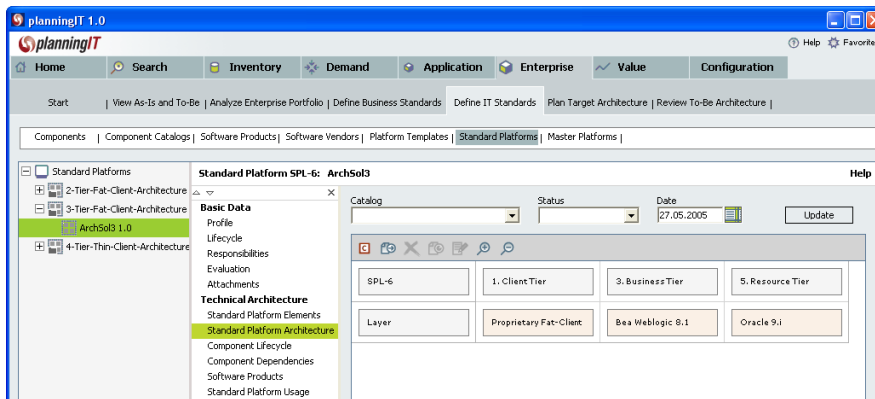 planningIT 1.0
planningIT
Help
Favorite
Home Search Inventory Demand Application Enterprise Value Configuration
Start | View As-Is and To-Be | Analyze Enterprise Portfolio | Define Business Standards Define IT Standards Plan Target Architecture | Review To-Be Architecture |
Components | Component Catalogs | Software Products | Software Vendors | Platform Templates | Standard Platforms | Master Platforms |
Standard Platforms
2-Tier-Fat-Client-Architecture
3-Tier-Fat-Client-Architecture
ArchSol3 1.0
4-Tier-Thin-Client-Architecture
Standard Platform SPL-6: ArchSol3
Help
Basic Data
Profile
Lifecycle
Responsibilities
Evaluation
Attachments
Technical Architecture
Standard Platform Elements
Standard Platform Architecture
Component Lifecycle
Component Dependencies
Software Products
Standard Platform Usage
Catalog Status Date
27.05.2005 Update
C
SPL-6 1. Client Tier 3. Business Tier 5. Resource Tier
Layer Proprietary Fat-Client Bea Weblogic 8.1 Oracle 9.i